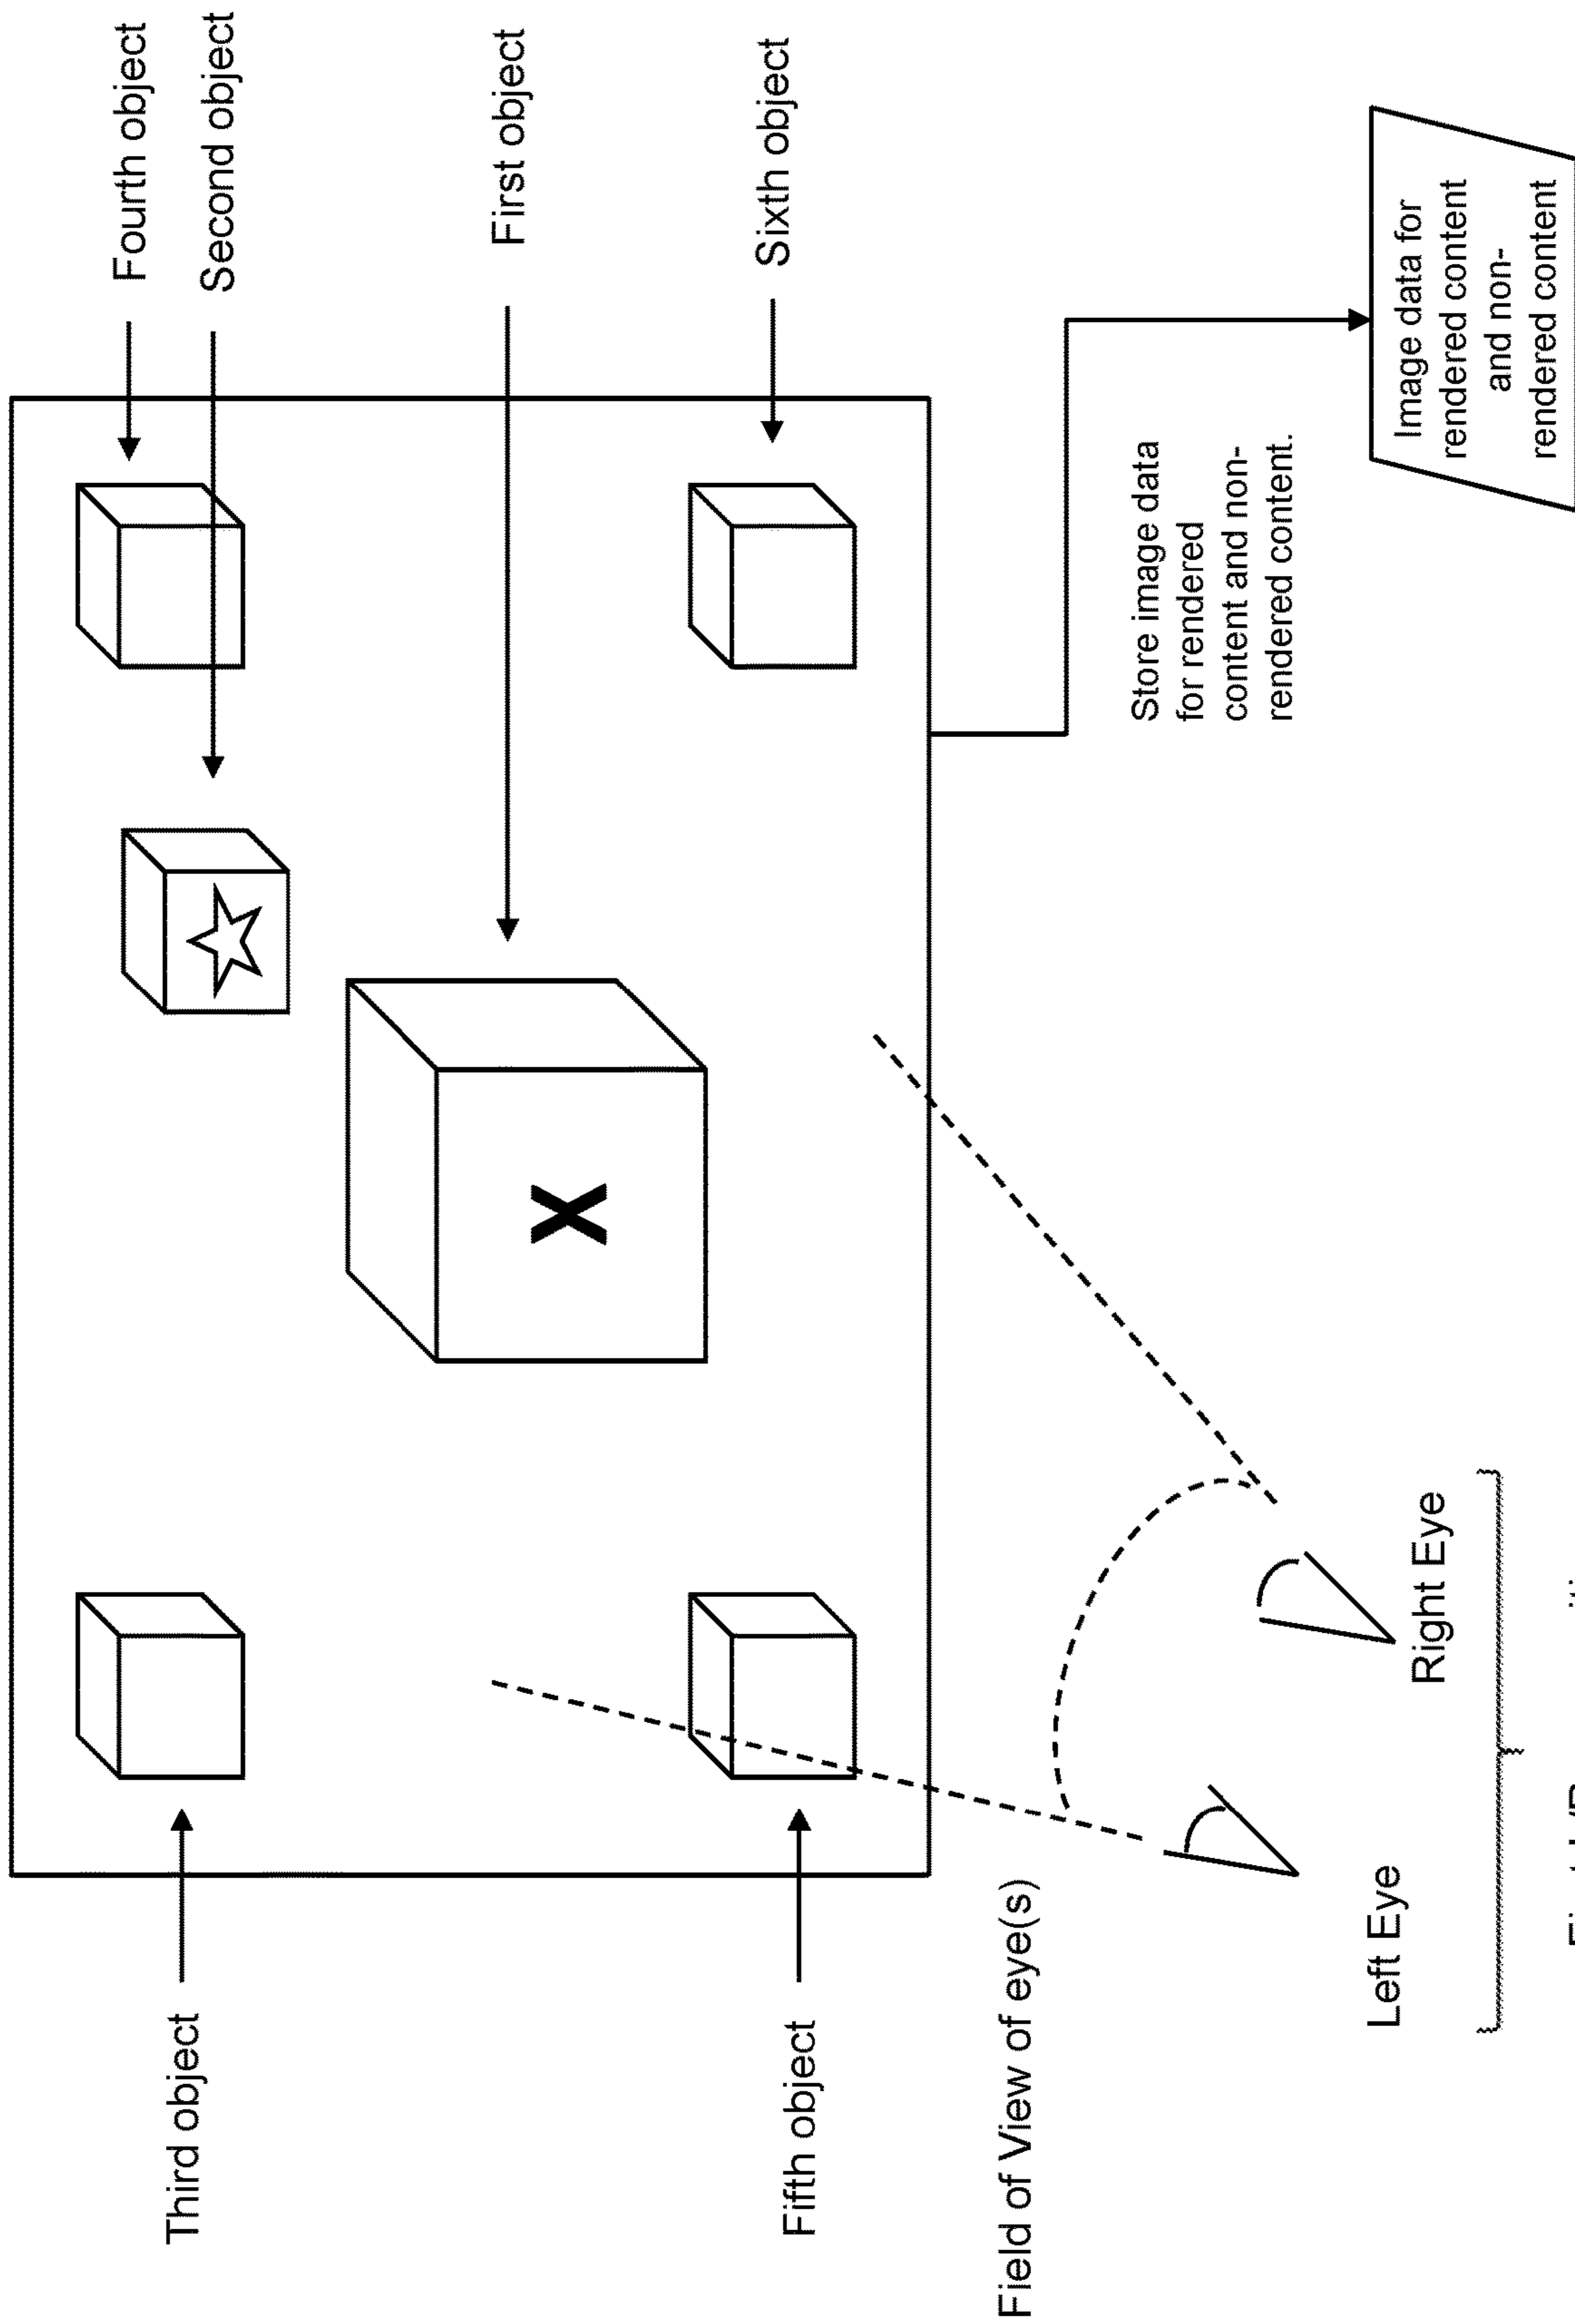 Fourth object
Second object
First object
Sixth object
Third object
Fifth object
X
Store image data
for rendered
content and non-
rendered content.
Image data for
rendered content
and non-
rendered content
Field of View of eye(s)
Left Eye
Right Eye